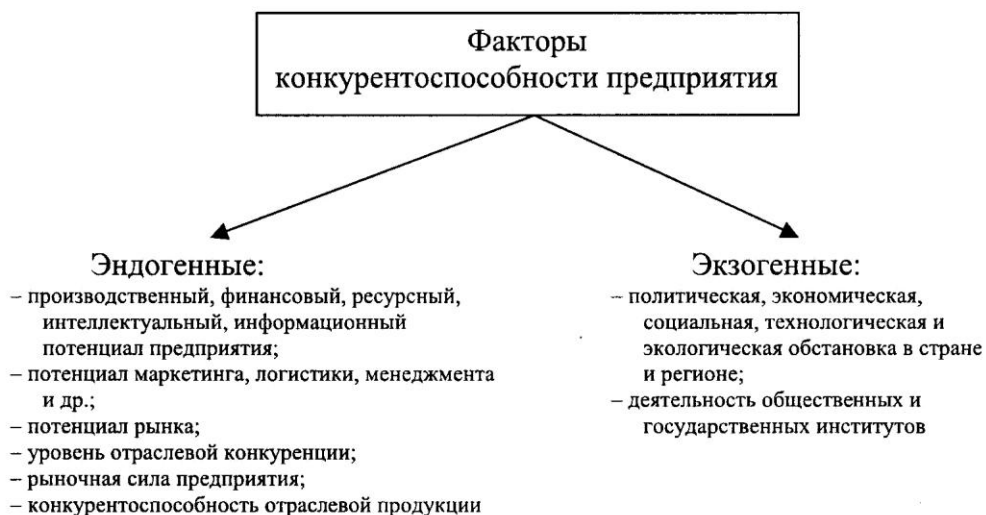 Факторы
конкурентоспособности предприятия
Эндогенные:
– производственный, финансовый, ресурсный,
интеллектуальный, информационный
потенциал предприятия;
– потенциал маркетинга, логистики, менеджмента
и др.;
– потенциал рынка;
– уровень отраслевой конкуренции;
– рыночная сила предприятия;
– конкурентоспособность отраслевой продукции
Экзогенные:
– политическая, экономическая,
социальная, технологическая и
экологическая обстановка в стране
и регионе;
– деятельность общественных и
государственных институтов